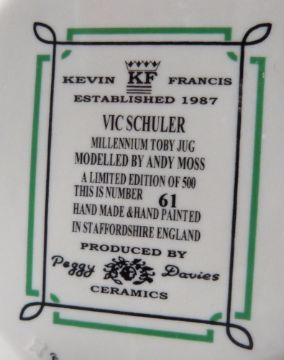 KEVIN KF FRANCIS
ESTABLISHED 1987
VIC SCHULER
MILLENNIUM TOBY JUG
MODELLED BY ANDY MOSS
A LIMITED EDITION OF 500
THIS IS NUMBER 61
HAND MADE &HAND PAINTED
IN STAFFORDSHIRE ENGLAND
PRODUCED BY
Peggy Davies
CERAMICS